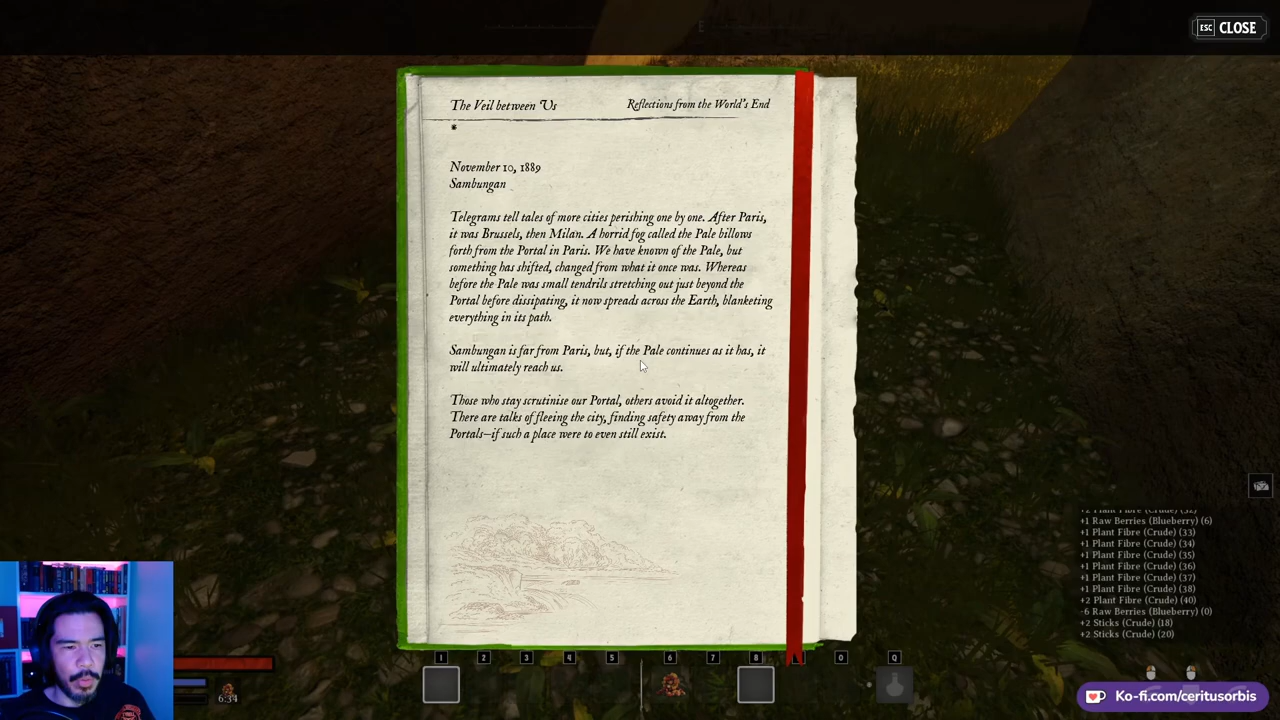 ESC CLOSE
The Veil between Us
Reflections from the World's End
*
November 10, 1889
Sambungan
Telegrams tell tales of more cities perishing one by one. After Paris,
it was Brussels, then Milan. A horrid fog called the Pale billows
forth from the Portal in Paris. We have known of the Pale, but
something has shifted, changed from what it once was. Whereas
before the Pale was small tendrils stretching out just beyond the
Portal before dissipating, it now spreads across the Earth, blanketing
everything in its path.
Sambungan is far from Paris, but, if the Pale continues as it has, it
will ultimately reach us.
Those who stay scrutinise our Portal, others avoid it altogether.
There are talks of fleeing the city, finding safety away from the
Portals—if such a place were to even still exist.
+2 Plant Fibre (Crude) (32)
+1 Raw Berries (Blueberry) (6)
+1 Plant Fibre (Crude) (33)
+1 Plant Fibre (Crude) (34)
+1 Plant Fibre (Crude) (35)
+1 Plant Fibre (Crude) (36)
+1 Plant Fibre (Crude) (37)
+1 Plant Fibre (Crude) (38)
+2 Plant Fibre (Crude) (40)
-6 Raw Berries (Blueberry) (0)
+2 Sticks (Crude) (18)
+2 Sticks (Crude) (20)
1 2 3 4 5 6 7 8 0 Q
6:34
Ko-fi.com/ceritusorbis